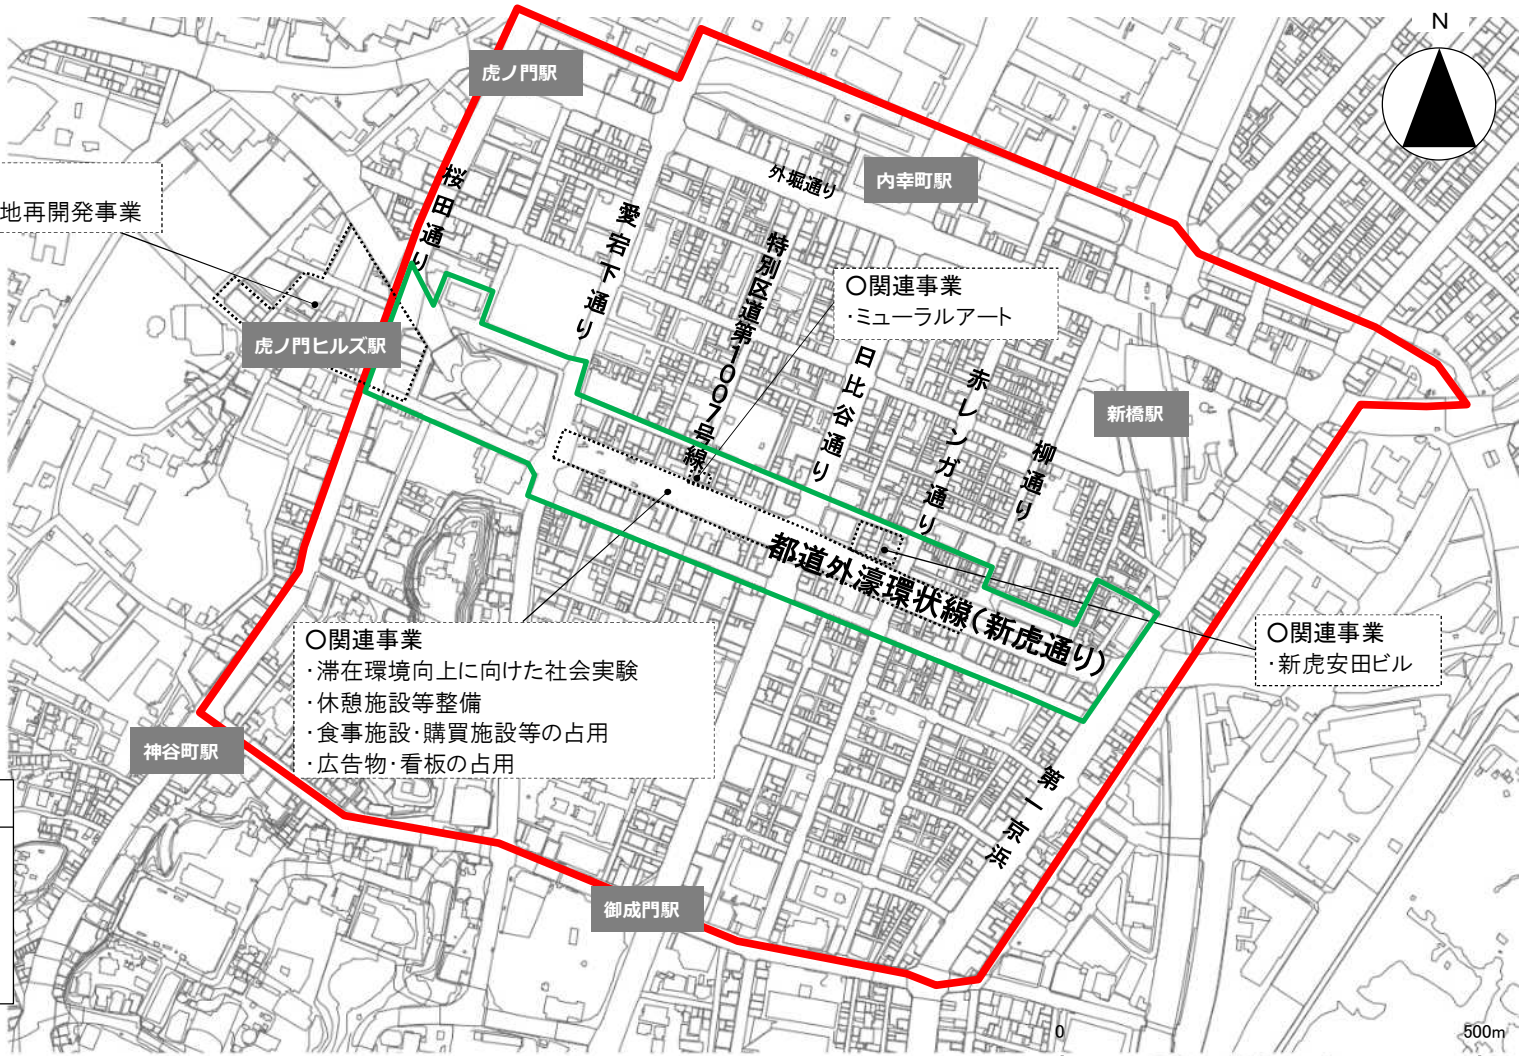 N
虎ノ門駅
桜田通り
地再開発事業
外堀通り
内幸町駅
愛宕下通り
特別区道第1007号線
〇関連事業
・ミューラルアート
虎ノ門ヒルズ駅
日比谷通り
赤レンガ通り
新橋駅
柳通り
都道外濠環状線(新虎通り)
〇関連事業
・滞在環境向上に向けた社会実験
・休憩施設等整備
・食事施設・購買施設等の占用
・広告物・看板の占用
〇関連事業
・新虎安田ビル
神谷町駅
第一京浜
御成門駅
0
500m